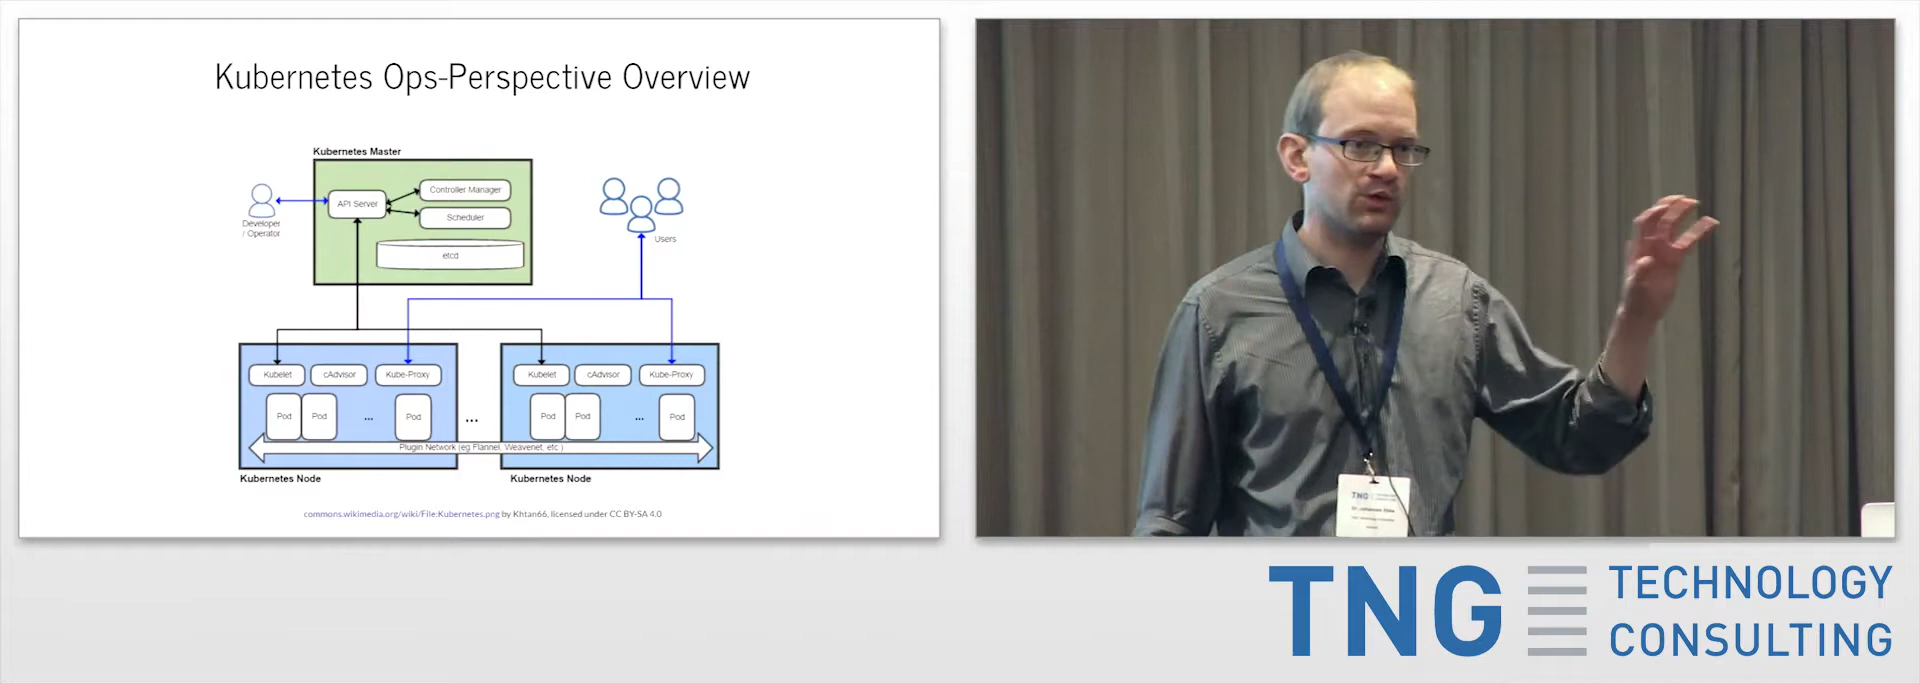 Kubernetes Ops-Perspective Overview
Kubernetes Master
API Server
Controller Manager
Scheduler
etcd
Developer
/ Operator
Users
Kubelet
cAdvisor
Kube-Proxy
Kubelet
cAdvisor
Kube-Proxy
Pod
Pod
...
Pod
...
Pod
Pod
...
Pod
Plugin Network (eg Flannel, Weavenet, etc )
Kubernetes Node
Kubernetes Node
commons.wikimedia.org/wiki/File:Kubernetes.png by Khtan66, licensed under CC BY-SA 4.0
TNG
TNG TECHNOLOGY
CONSULTING